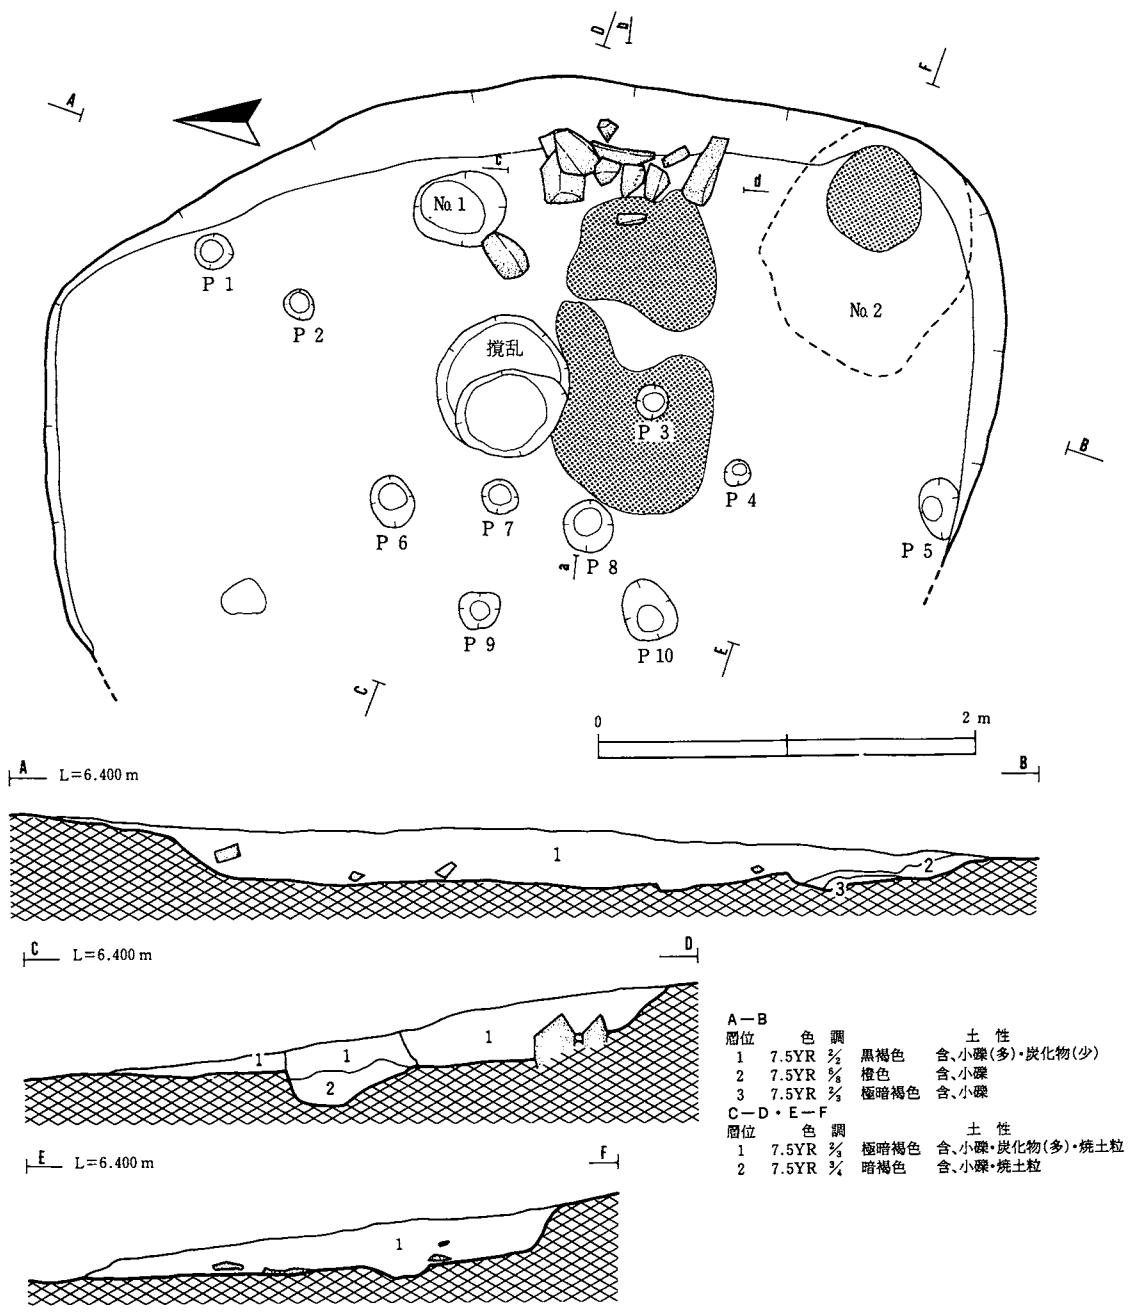 D
D
F
A
C
d
No.1
P 1
P 2
No.2
撹乱
P 3
B
P 4
P 6
P 7
P 5
a
P 8
P 9
P 10
E
C
0
2 m
A
L=6.400m
B
1
2
3
C
L=6.400m
D
1
1
1
2
A-B
層位 色調 土性
1 7.5YR 2/2 黒褐色 含、小礫(多)・炭化物(少)
2 7.5YR 6/8 橙色 含、小礫
3 7.5YR 2/3 極暗褐色 含、小礫
C-D・E-F
層位 色調 土性
1 7.5YR 2/3 極暗褐色 含、小礫・炭化物(多)・焼土粒
2 7.5YR 3/4 暗褐色 含、小礫・焼土粒
E
L=6.400m
F
1